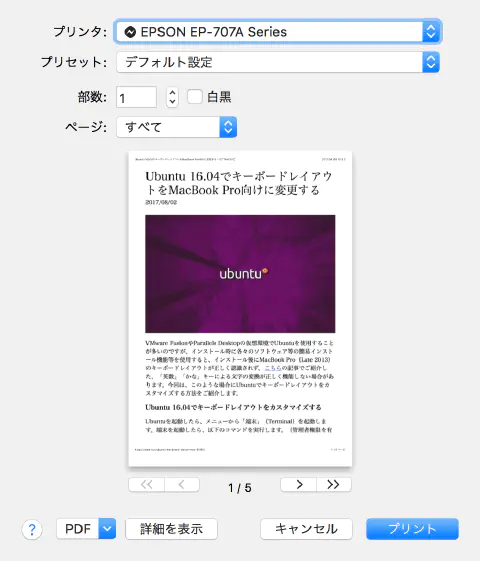 プリンタ: EPSON EP-707A Series
プリセット: デフォルト設定
部数: 1 白黒
ページ: すべて
Ubuntu 16.04でキーボードレイアウ
トをMacBook Pro向けに変更する
2017/08/02
ubuntu
VMware FusionやParallels Desktopの仮想環境でUbuntuを使用すること
が多いのですが、インストール時に各々のソフトウェア等の簡易インスト
ール機能等を使用すると、インストール後にMacBook Pro（Late 2013）
のキーボードレイアウトが正しく認識されず、こちらの記事でご紹介し
た、「英数」「かな」キーによる文字の変換が正しく機能しない場合があ
ります。今回は、このような場合にUbuntuでキーボードレイアウトをカ
スタマイズする方法をご紹介します。
Ubuntu 16.04でキーボードレイアウトをカスタマイズする
Ubuntuを起動したら、メニューから「端末」（Terminal）を起動しま
す。端末を起動したら、以下のコマンドを実行します。（管理者権限を有
<< < 1 / 5 > >>
? PDF 詳細を表示 キャンセル プリント